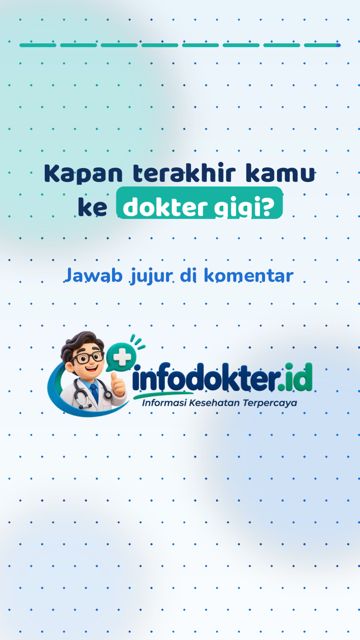 Kapan terakhir kamu
ke dokter gigi?
Jawab jujur di komentar
infodokter.id
Informasi Kesehatan Terpercaya